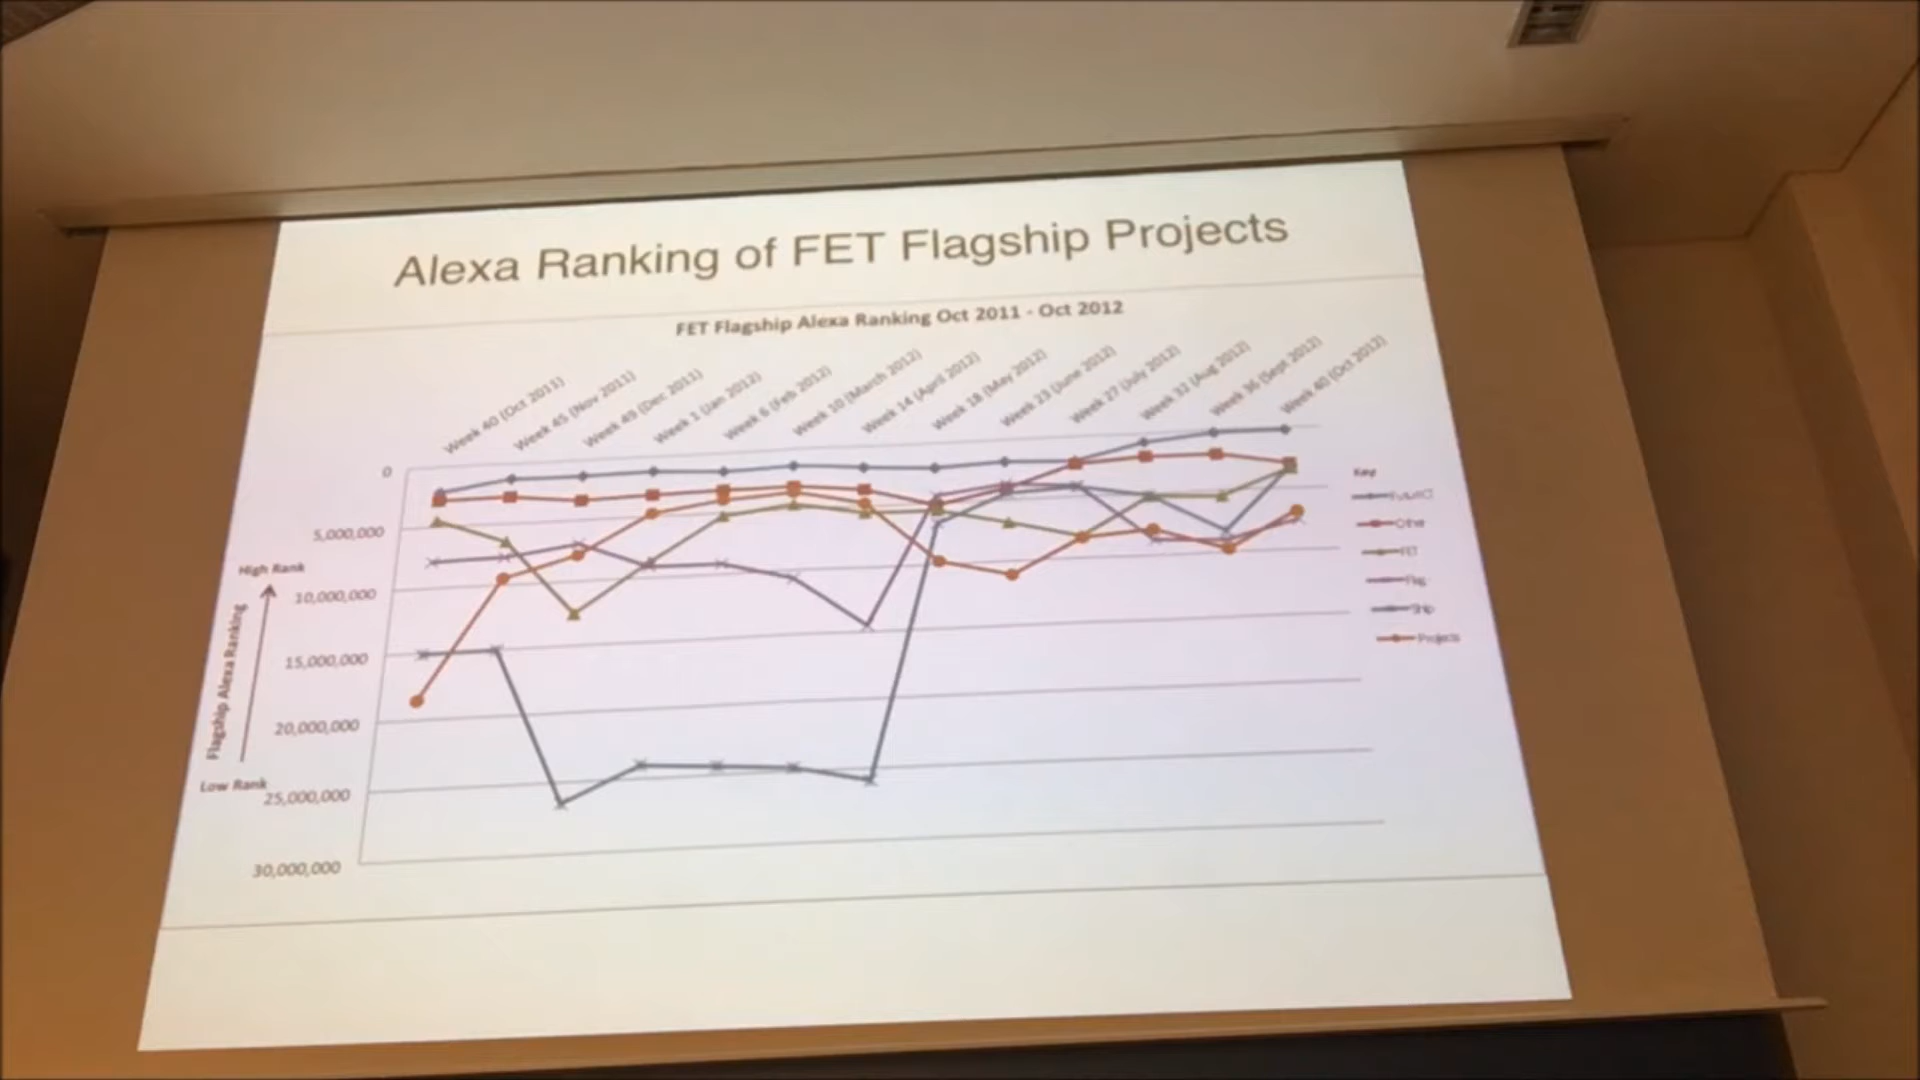 Alexa Ranking of FET Flagship Projects
FET Flagship Alexa Ranking Oct 2011 - Oct 2012
Week 40 (Oct 2011)
Week 45 (Nov 2011)
Week 49 (Dec 2011)
Week 1 (Jan 2012)
Week 6 (Feb 2012)
Week 10 (March 2012)
Week 14 (April 2012)
Week 18 (May 2012)
Week 23 (June 2012)
Week 27 (July 2012)
Week 32 (Aug 2012)
Week 36 (Sept 2012)
Week 40 (Oct 2012)
0
5,000,000
10,000,000
15,000,000
20,000,000
25,000,000
30,000,000
High Rank
Flagship Alexa Ranking
Low Rank
Key
FuturICT
Other
FET
Flag
Ship
Projects